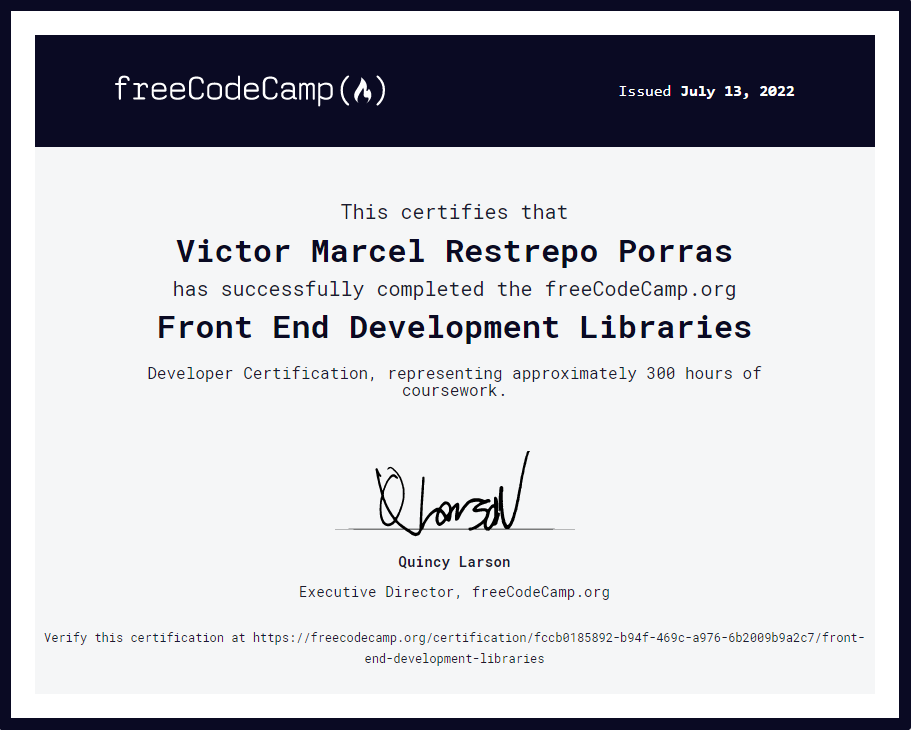 freeCodeCamp
Issued July 13, 2022
This certifies that
Victor Marcel Restrepo Porras
has successfully completed the freeCodeCamp.org
Front End Development Libraries
Developer Certification, representing approximately 300 hours of
coursework.
Q Larson
Quincy Larson
Executive Director, freeCodeCamp.org
Verify this certification at https://freecodecamp.org/certification/fccb0185892-b94f-469c-a976-6b2009b9a2c7/front-
end-development-libraries